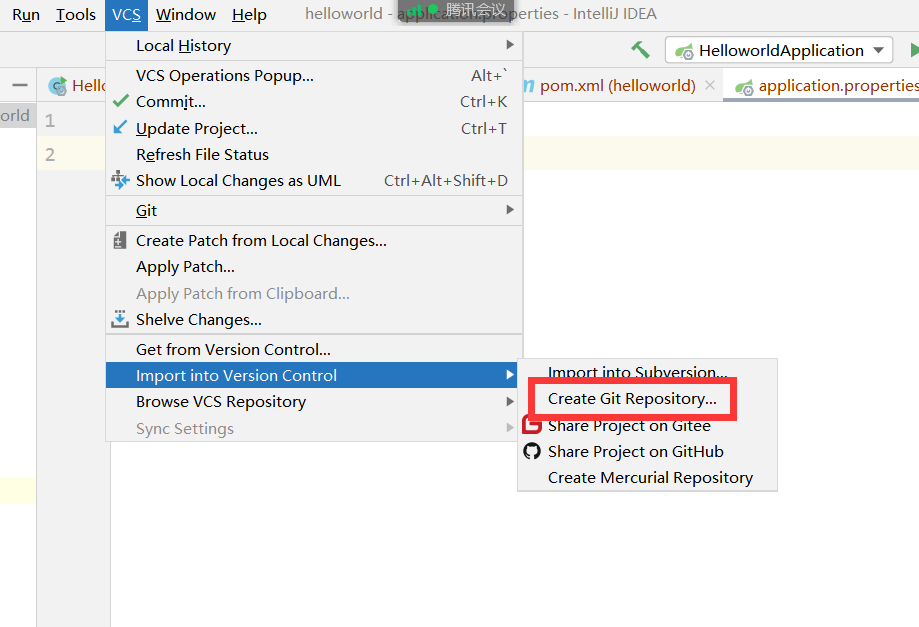 Run Tools VCS Window Help helloworld - application.properties - IntelliJ IDEA
腾讯会议
Local History
HelloworldApplication
VCS Operations Popup... Alt+`
Hello
pom.xml (helloworld)
application.properties
Commit... Ctrl+K
orld
1
Update Project... Ctrl+T
2
Refresh File Status
Show Local Changes as UML Ctrl+Alt+Shift+D
Git
Create Patch from Local Changes...
Apply Patch...
Apply Patch from Clipboard...
Shelve Changes...
Get from Version Control...
Import into Version Control
Browse VCS Repository
Sync Settings
Import into Subversion...
Create Git Repository...
Share Project on Gitee
Share Project on GitHub
Create Mercurial Repository